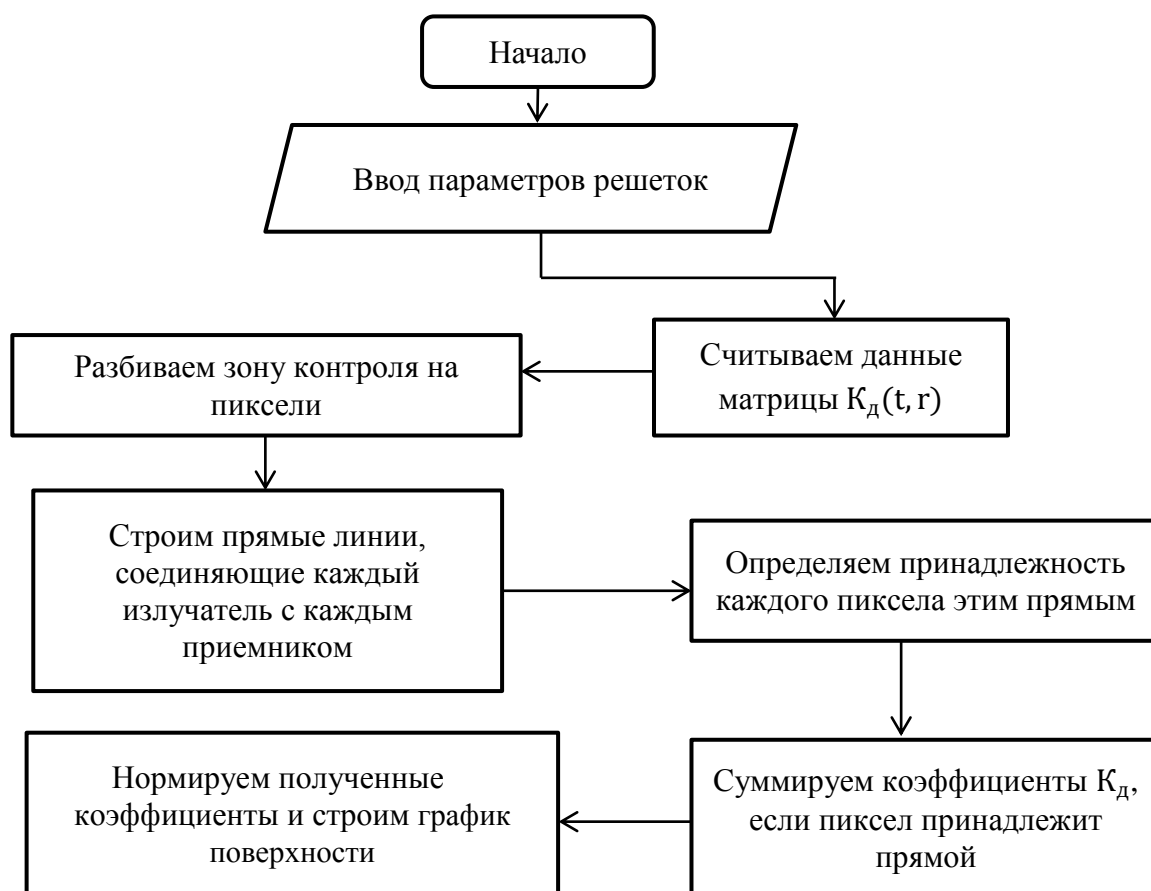 Начало
Ввод параметров решеток
Считываем данные
матрицы Kд(t, r)
Разбиваем зону контроля на
пиксели
Строим прямые линии,
соединяющие каждый
излучатель с каждым
приемником
Определяем принадлежность
каждого пиксела этим прямым
Суммируем коэффициенты Kд,
если пиксел принадлежит
прямой
Нормируем полученные
коэффициенты и строим график
поверхности